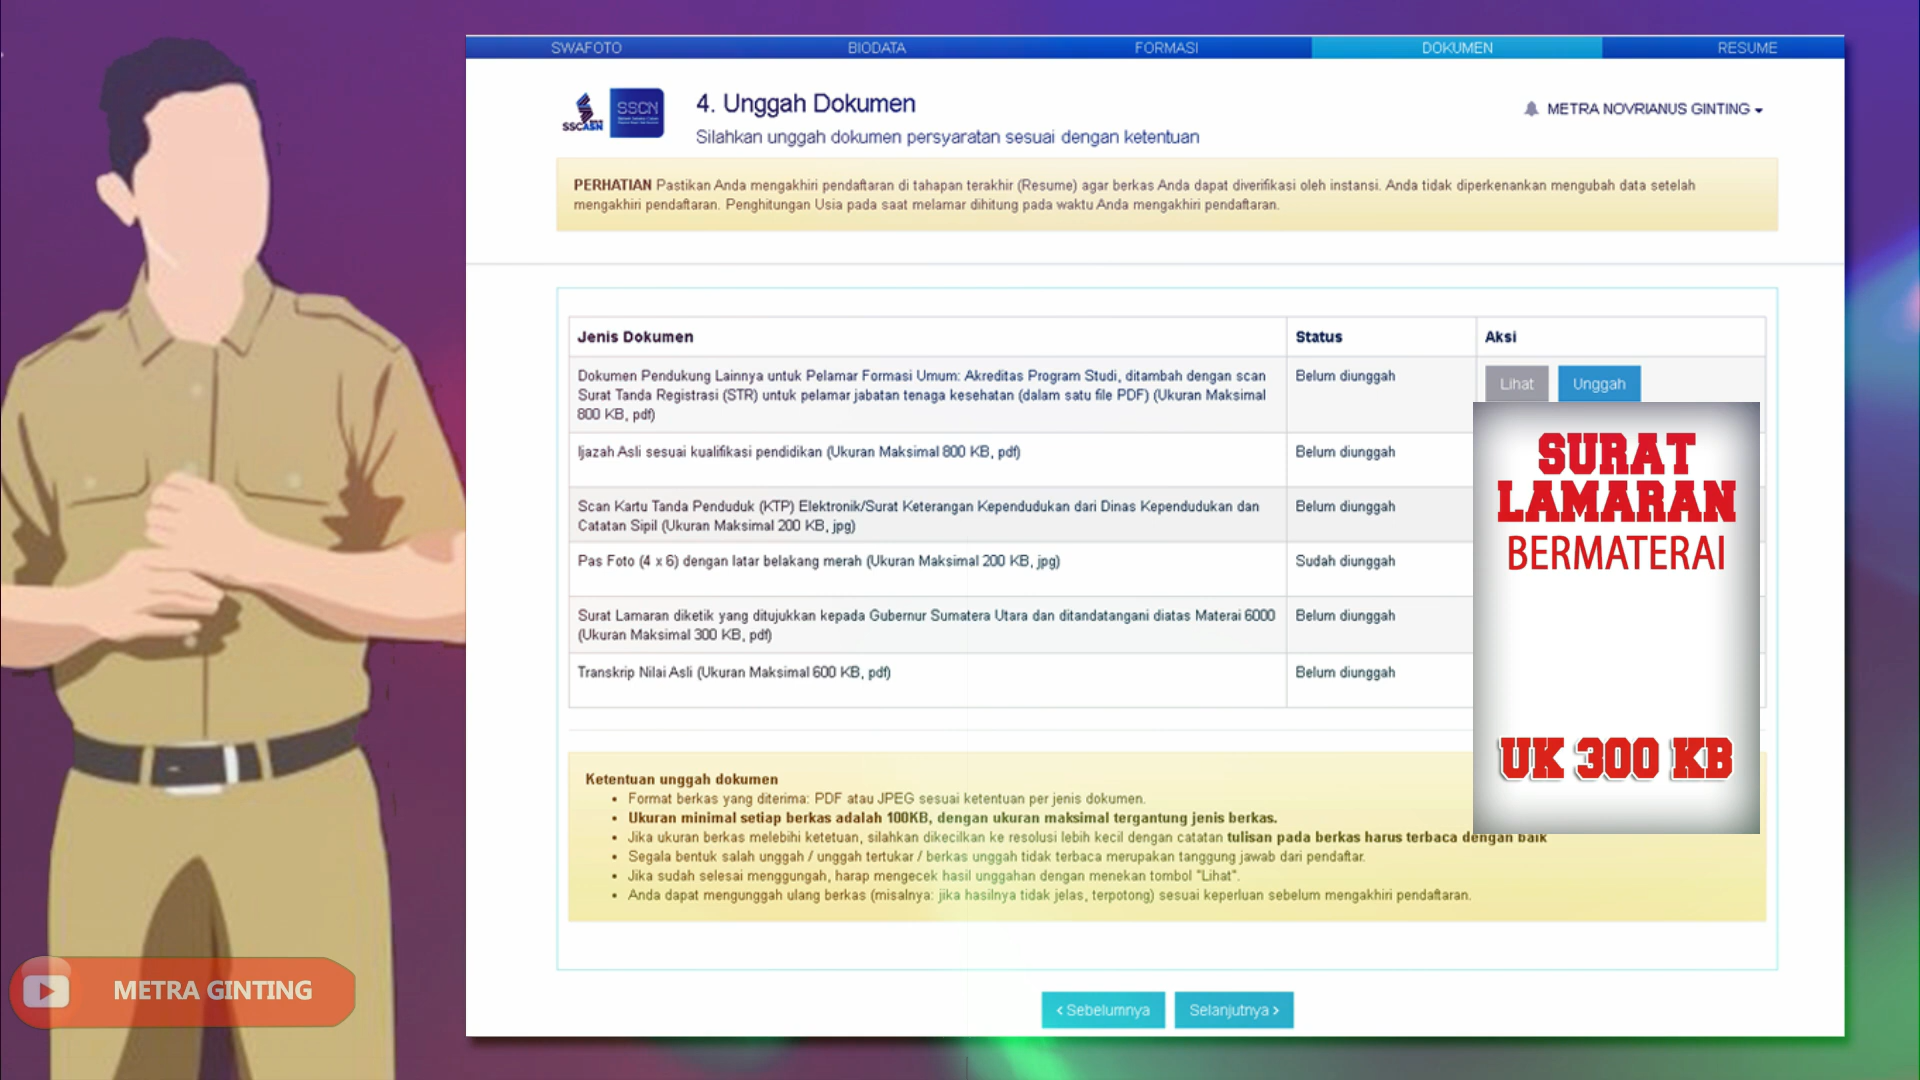 SWAFOTO
BIODATA
FORMASI
DOKUMEN
RESUME
SSCASN
SSCN
4. Unggah Dokumen
Silahkan unggah dokumen persyaratan sesuai dengan ketentuan
METRA NOVRIANUS GINTING
PERHATIAN Pastikan Anda mengakhiri pendaftaran di tahapan terakhir (Resume) agar berkas Anda dapat diverifikasi oleh instansi. Anda tidak diperkenankan mengubah data setelah
mengakhiri pendaftaran. Penghitungan Usia pada saat melamar dihitung pada waktu Anda mengakhiri pendaftaran.
Jenis Dokumen
Status
Aksi
Dokumen Pendukung Lainnya untuk Pelamar Formasi Umum: Akreditas Program Studi, ditambah dengan scan
Surat Tanda Registrasi (STR) untuk pelamar jabatan tenaga kesehatan (dalam satu file PDF) (Ukuran Maksimal
800 KB, pdf)
Belum diunggah
Lihat
Unggah
Ijazah Asli sesuai kualifikasi pendidikan (Ukuran Maksimal 800 KB, pdf)
Belum diunggah
Scan Kartu Tanda Penduduk (KTP) Elektronik/Surat Keterangan Kependudukan dari Dinas Kependudukan dan
Catatan Sipil (Ukuran Maksimal 200 KB, jpg)
Belum diunggah
Pas Foto (4 x 6) dengan latar belakang merah (Ukuran Maksimal 200 KB, jpg)
Sudah diunggah
Surat Lamaran diketik yang ditujukkan kepada Gubernur Sumatera Utara dan ditandatangani diatas Materai 6000
(Ukuran Maksimal 300 KB, pdf)
Belum diunggah
Transkrip Nilai Asli (Ukuran Maksimal 600 KB, pdf)
Belum diunggah
SURAT
LAMARAN
BERMATERAI
UK 300 KB
Ketentuan unggah dokumen
Format berkas yang diterima: PDF atau JPEG sesuai ketentuan per jenis dokumen.
Ukuran minimal setiap berkas adalah 100KB, dengan ukuran maksimal tergantung jenis berkas.
Jika ukuran berkas melebihi ketetuan, silahkan dikecilkan ke resolusi lebih kecil dengan catatan tulisan pada berkas harus terbaca dengan baik
Segala bentuk salah unggah / unggah tertukar / berkas unggah tidak terbaca merupakan tanggung jawab dari pendaftar.
Jika sudah selesai menggungah, harap mengecek hasil unggahan dengan menekan tombol "Lihat".
Anda dapat mengunggah ulang berkas (misalnya: jika hasilnya tidak jelas, terpotong) sesuai keperluan sebelum mengakhiri pendaftaran.
METRA GINTING
< Sebelumnya
Selanjutnya >